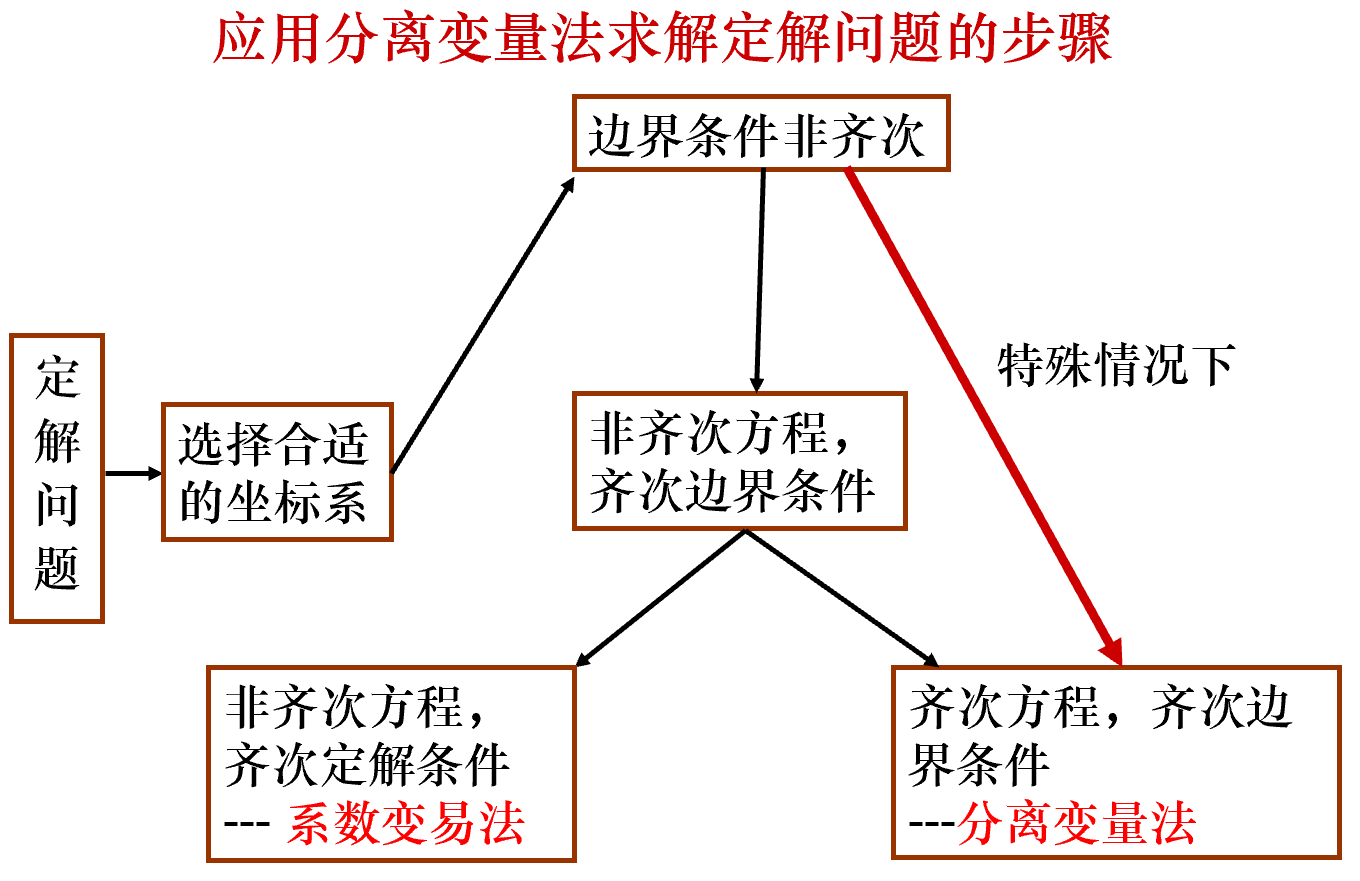 应用分离变量法求解定解问题的步骤
边界条件非齐次
特殊情况下
定
解
问
题
选择合适
的坐标系
非齐次方程，
齐次边界条件
非齐次方程，
齐次定解条件
--- 系数变易法
齐次方程，齐次边
界条件
---分离变量法